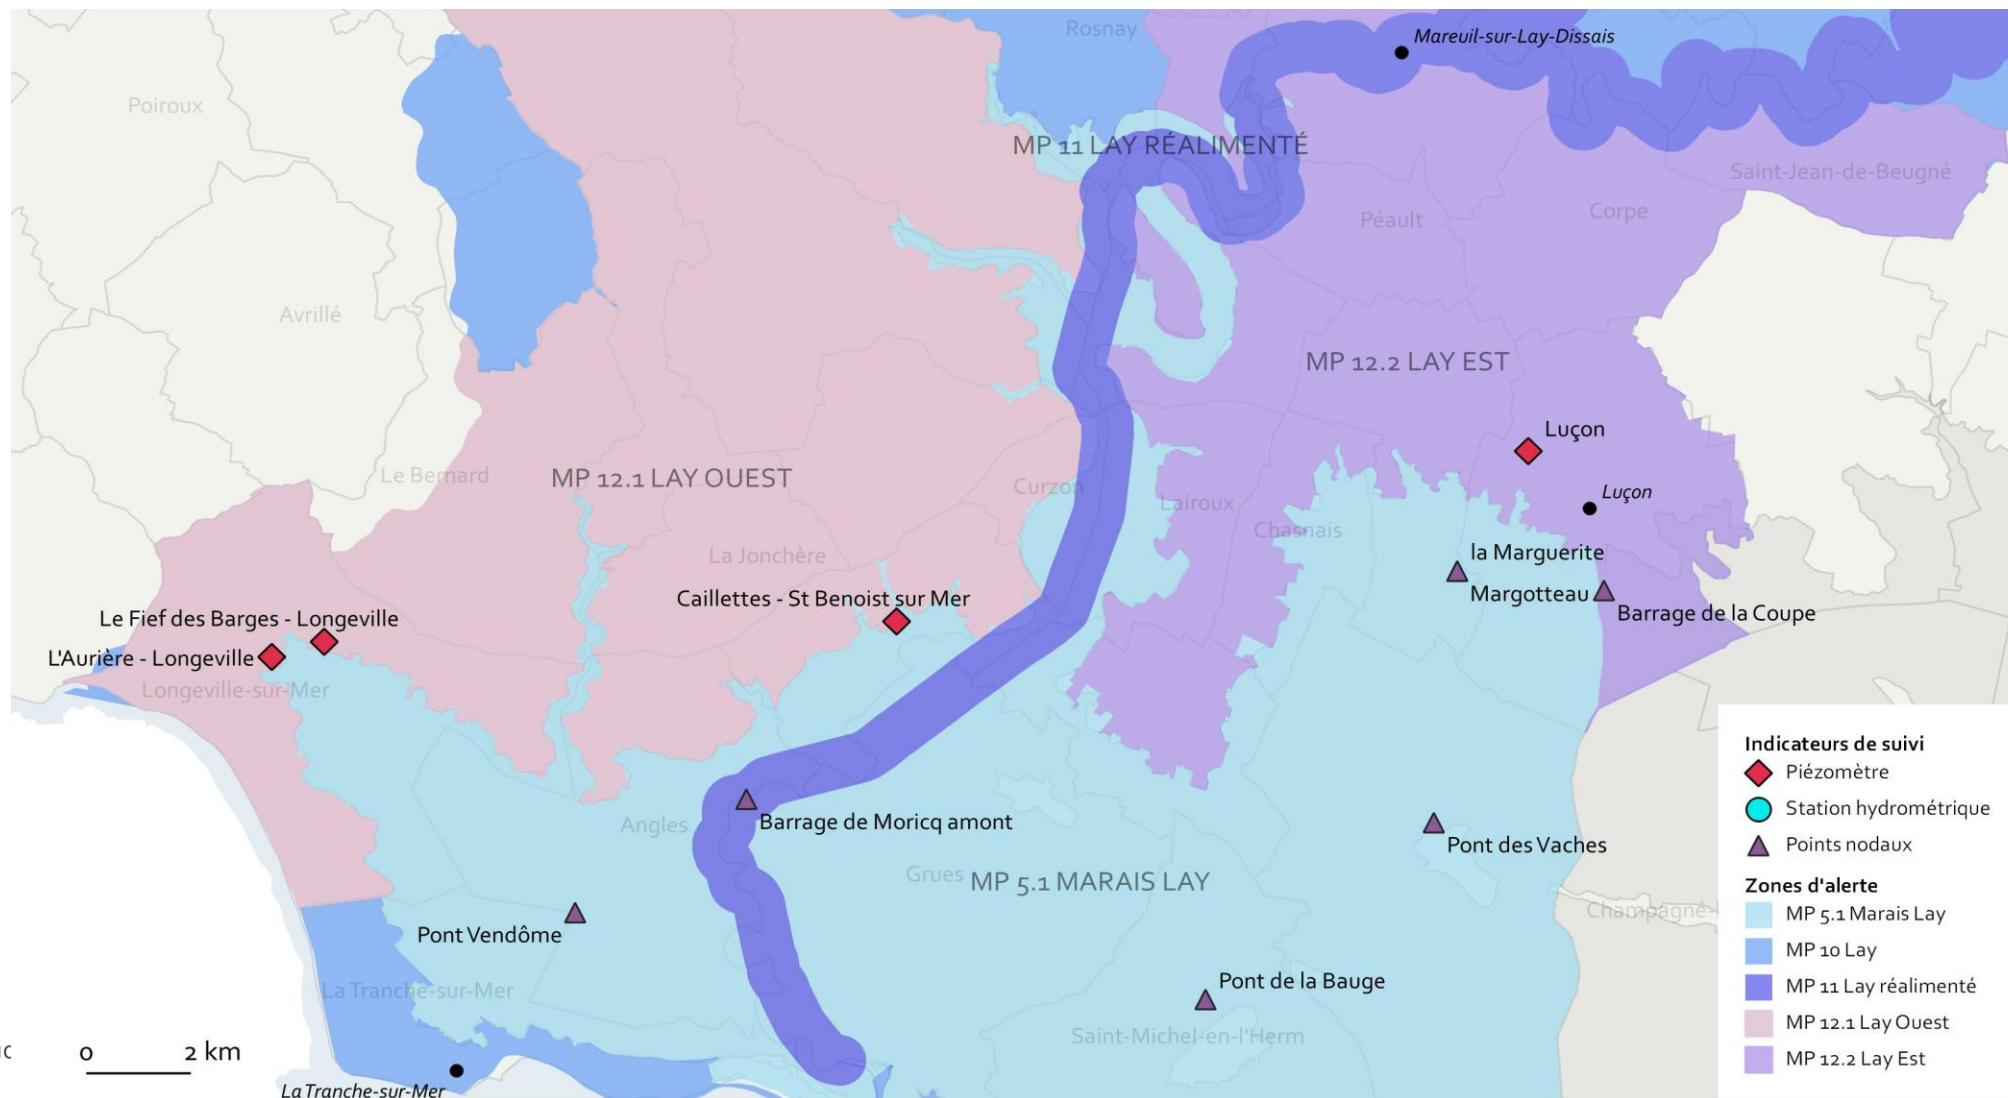 Rosnay
Mareuil-sur-Lay-Dissais
Poiroux
MP 11 LAY RÉALIMENTÉ
Saint-Jean-de-Beugné
Péault
Corpe
Avrillé
MP 12.2 LAY EST
Luçon
Le Bernard
MP 12.1 LAY OUEST
Curzon
Luçon
Lairoux
Chasnais
La Jonchère
la Marguerite
Caillettes - St Benoist sur Mer
Margotteau
Barrage de la Coupe
Le Fief des Barges - Longeville
L'Aurière - Longeville
Longeville-sur-Mer
Angles
Barrage de Moricq amont
Pont des Vaches
Grues
MP 5.1 MARAIS LAY
Champagné-
Pont Vendôme
Pont de la Bauge
La Tranche-sur-Mer
Saint-Michel-en-l'Herm
0 2 km
La Tranche-sur-Mer
Indicateurs de suivi
Piézomètre
Station hydrométrique
Points nodaux
Zones d'alerte
MP 5.1 Marais Lay
MP 10 Lay
MP 11 Lay réalimenté
MP 12.1 Lay Ouest
MP 12.2 Lay Est